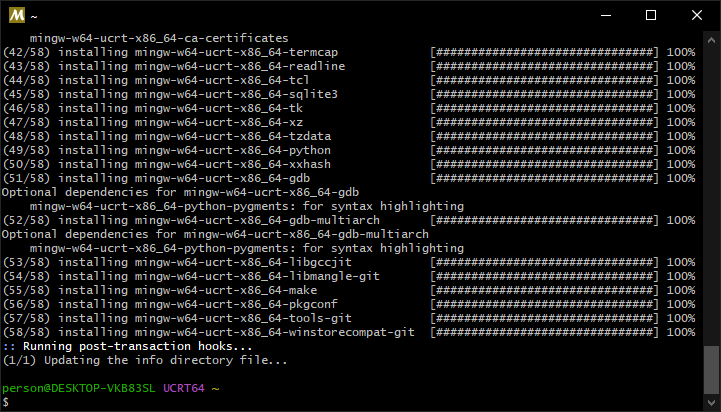 M ~
mingw-w64-ucrt-x86_64-ca-certificates
(42/58) installing mingw-w64-ucrt-x86_64-termcap [###############################] 100%
(43/58) installing mingw-w64-ucrt-x86_64-readline [###############################] 100%
(44/58) installing mingw-w64-ucrt-x86_64-tcl [###############################] 100%
(45/58) installing mingw-w64-ucrt-x86_64-sqlite3 [###############################] 100%
(46/58) installing mingw-w64-ucrt-x86_64-tk [###############################] 100%
(47/58) installing mingw-w64-ucrt-x86_64-xz [###############################] 100%
(48/58) installing mingw-w64-ucrt-x86_64-tzdata [###############################] 100%
(49/58) installing mingw-w64-ucrt-x86_64-python [###############################] 100%
(50/58) installing mingw-w64-ucrt-x86_64-xxhash [###############################] 100%
(51/58) installing mingw-w64-ucrt-x86_64-gdb [###############################] 100%
Optional dependencies for mingw-w64-ucrt-x86_64-gdb
mingw-w64-ucrt-x86_64-python-pygments: for syntax highlighting
(52/58) installing mingw-w64-ucrt-x86_64-gdb-multiarch [###############################] 100%
Optional dependencies for mingw-w64-ucrt-x86_64-gdb-multiarch
mingw-w64-ucrt-x86_64-python-pygments: for syntax highlighting
(53/58) installing mingw-w64-ucrt-x86_64-libgccjit [###############################] 100%
(54/58) installing mingw-w64-ucrt-x86_64-libmangle-git [###############################] 100%
(55/58) installing mingw-w64-ucrt-x86_64-make [###############################] 100%
(56/58) installing mingw-w64-ucrt-x86_64-pkgconf [###############################] 100%
(57/58) installing mingw-w64-ucrt-x86_64-tools-git [###############################] 100%
(58/58) installing mingw-w64-ucrt-x86_64-winstorecompat-git [###############################] 100%
:: Running post-transaction hooks...
(1/1) Updating the info directory file...
person@DESKTOP-VKB83SL UCRT64 ~
$